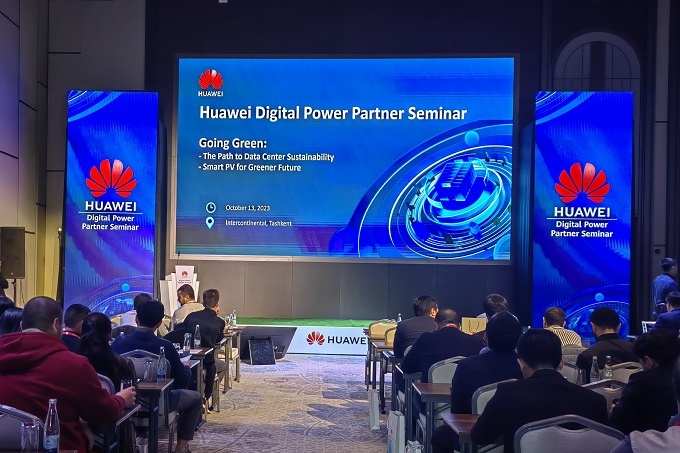 HUAWEI
Huawei Digital Power Partner Seminar
Going Green:
- The Path to Data Center Sustainability
- Smart PV for Greener Future
October 13, 2023
Intercontinental, Tashkent
HUAWEI
Digital Power
Partner Seminar
HUAWEI
Digital Power
Partner Seminar
HUAWEI